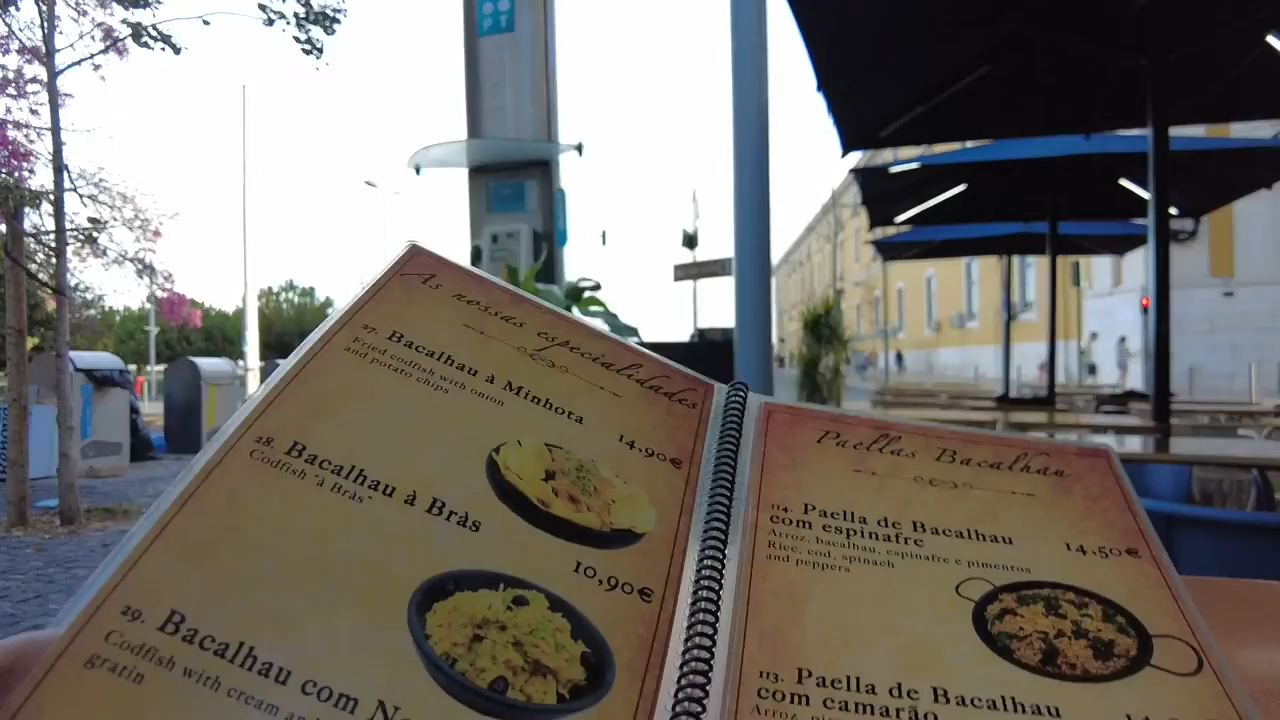 PT
As nossas especialidades
27. Bacalhau à Minhota
Fried codfish with onion
and potato chips
14,90€
28. Bacalhau à Bràs
Codfish "à Bràs"
10,90€
29. Bacalhau com
Codfish with cream
gratin
Paellas Bacalhau
114. Paella de Bacalhau
com espinafre
Arroz, bacalhau, espinafre e pimentos
Rice, cod, spinach
and peppers
14,50€
113. Paella de Bacalhau
com camarão
Arroz,